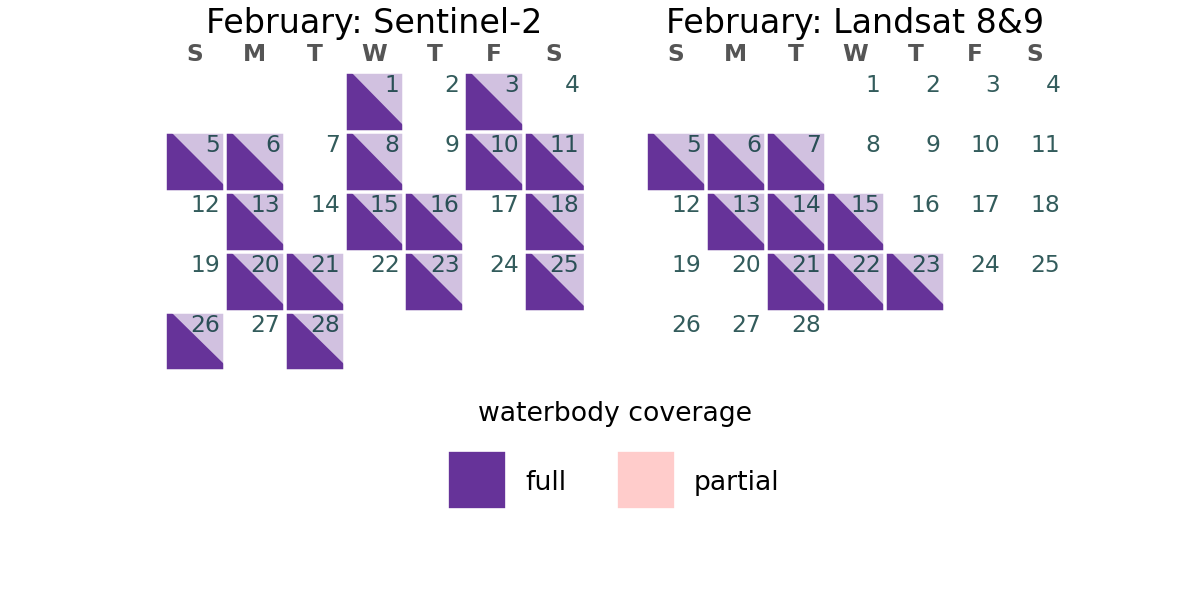 February: Sentinel-2
S M T W T F S
1 2 3 4
5 6 7 8 9 10 11
12 13 14 15 16 17 18
19 20 21 22 23 24 25
26 27 28
February: Landsat 8&9
S M T W T F S
1 2 3 4
5 6 7 8 9 10 11
12 13 14 15 16 17 18
19 20 21 22 23 24 25
26 27 28
waterbody coverage
full partial